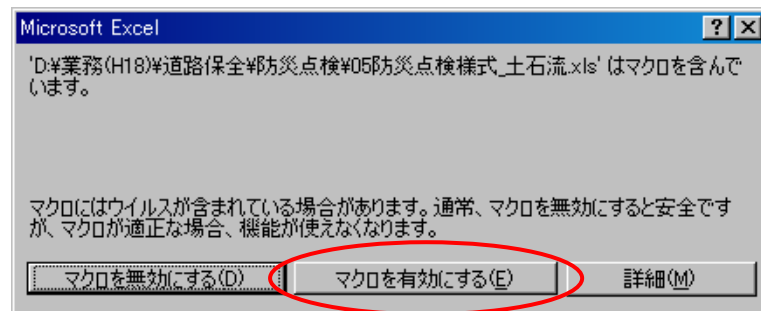 Microsoft Excel
'D:¥業務(H18)¥道路保全¥防災点検¥05防災点検様式_土石流.xls' はマクロを含んで
います。
マクロにはウイルスが含まれている場合があります。通常、マクロを無効にすると安全です
が、マクロが適正な場合、機能が使えなくなります。
マクロを無効にする(D) マクロを有効にする(E) 詳細(M)